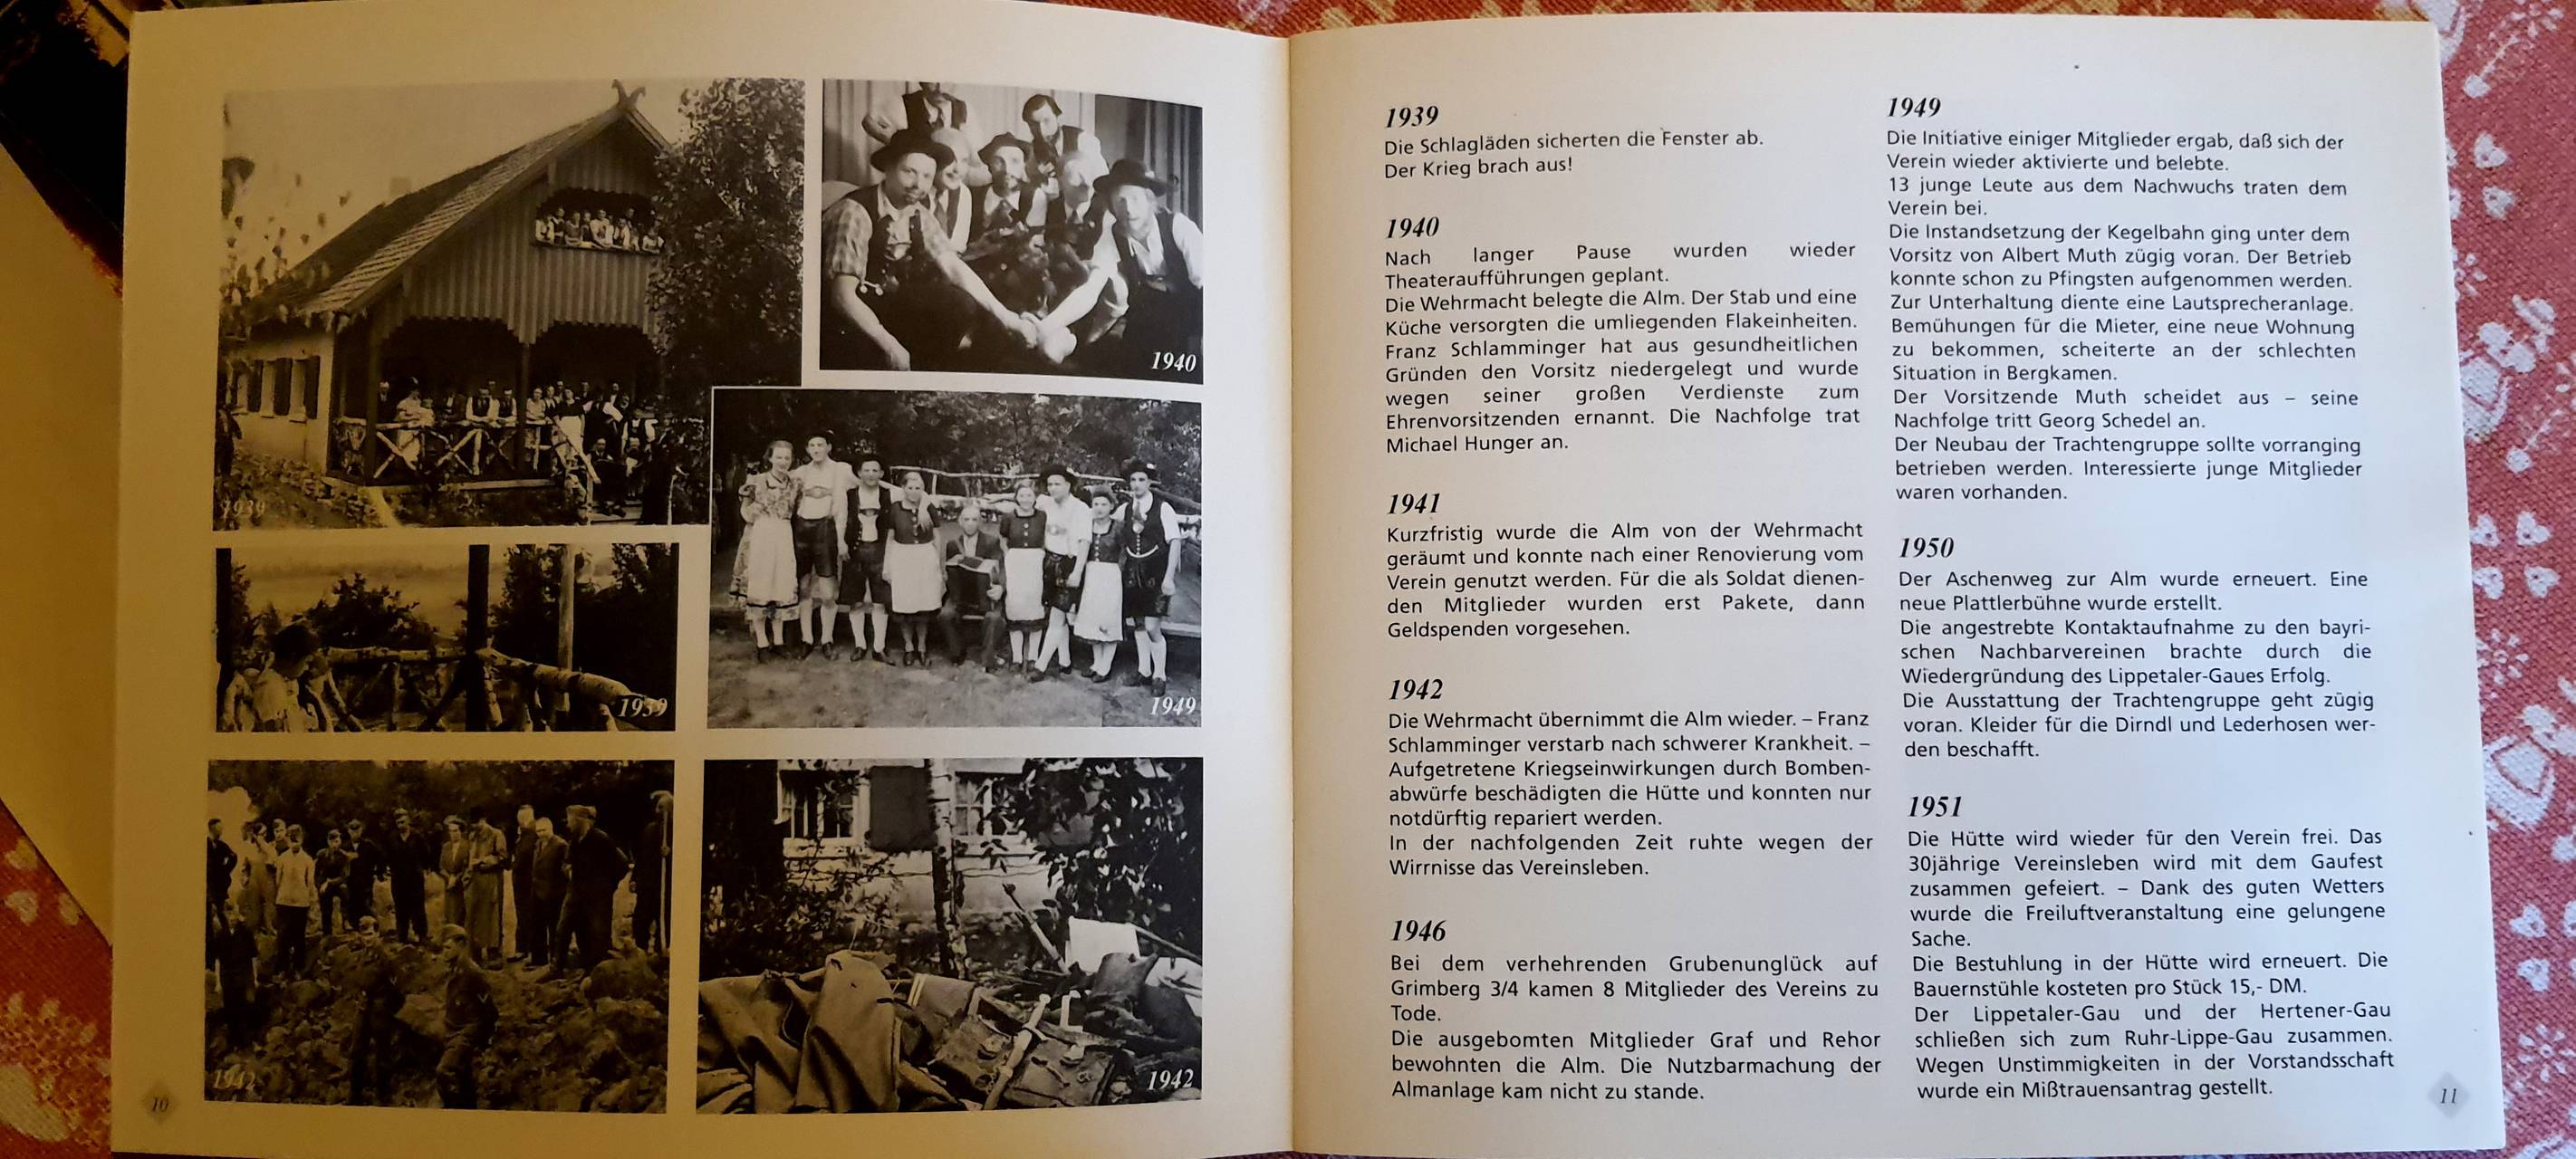 1939
1940
1939
1949
1942
1942
10
1939
Die Schlagläden sicherten die Fenster ab.
Der Krieg brach aus!
1940
Nach langer Pause wurden wieder
Theateraufführungen geplant.
Die Wehrmacht belegte die Alm. Der Stab und eine
Küche versorgten die umliegenden Flakeinheiten.
Franz Schlamminger hat aus gesundheitlichen
Gründen den Vorsitz niedergelegt und wurde
wegen seiner großen Verdienste zum
Ehrenvorsitzenden ernannt. Die Nachfolge trat
Michael Hunger an.
1941
Kurzfristig wurde die Alm von der Wehrmacht
geräumt und konnte nach einer Renovierung vom
Verein genutzt werden. Für die als Soldat dienen-
den Mitglieder wurden erst Pakete, dann
Geldspenden vorgesehen.
1942
Die Wehrmacht übernimmt die Alm wieder. – Franz
Schlamminger verstarb nach schwerer Krankheit. –
Aufgetretene Kriegseinwirkungen durch Bomben-
abwürfe beschädigten die Hütte und konnten nur
notdürftig repariert werden.
In der nachfolgenden Zeit ruhte wegen der
Wirrnisse das Vereinsleben.
1946
Bei dem verhehrenden Grubenunglück auf
Grimberg 3/4 kamen 8 Mitglieder des Vereins zu
Tode.
Die ausgebomten Mitglieder Graf und Rehor
bewohnten die Alm. Die Nutzbarmachung der
Almanlage kam nicht zu stande.
1949
Die Initiative einiger Mitglieder ergab, daß sich der
Verein wieder aktivierte und belebte.
13 junge Leute aus dem Nachwuchs traten dem
Verein bei.
Die Instandsetzung der Kegelbahn ging unter dem
Vorsitz von Albert Muth zügig voran. Der Betrieb
konnte schon zu Pfingsten aufgenommen werden.
Zur Unterhaltung diente eine Lautsprecheranlage.
Bemühungen für die Mieter, eine neue Wohnung
zu bekommen, scheiterte an der schlechten
Situation in Bergkamen.
Der Vorsitzende Muth scheidet aus – seine
Nachfolge tritt Georg Schedel an.
Der Neubau der Trachtengruppe sollte vorranging
betrieben werden. Interessierte junge Mitglieder
waren vorhanden.
1950
Der Aschenweg zur Alm wurde erneuert. Eine
neue Plattlerbühne wurde erstellt.
Die angestrebte Kontaktaufnahme zu den bayri-
schen Nachbarvereinen brachte durch die
Wiedergründung des Lippetaler-Gaues Erfolg.
Die Ausstattung der Trachtengruppe geht zügig
voran. Kleider für die Dirndl und Lederhosen wer-
den beschafft.
1951
Die Hütte wird wieder für den Verein frei. Das
30jährige Vereinsleben wird mit dem Gaufest
zusammen gefeiert. – Dank des guten Wetters
wurde die Freiluftveranstaltung eine gelungene
Sache.
Die Bestuhlung in der Hütte wird erneuert. Die
Bauernstühle kosteten pro Stück 15,- DM.
Der Lippetaler-Gau und der Hertener-Gau
schließen sich zum Ruhr-Lippe-Gau zusammen.
Wegen Unstimmigkeiten in der Vorstandsschaft
wurde ein Mißtrauensantrag gestellt.
11